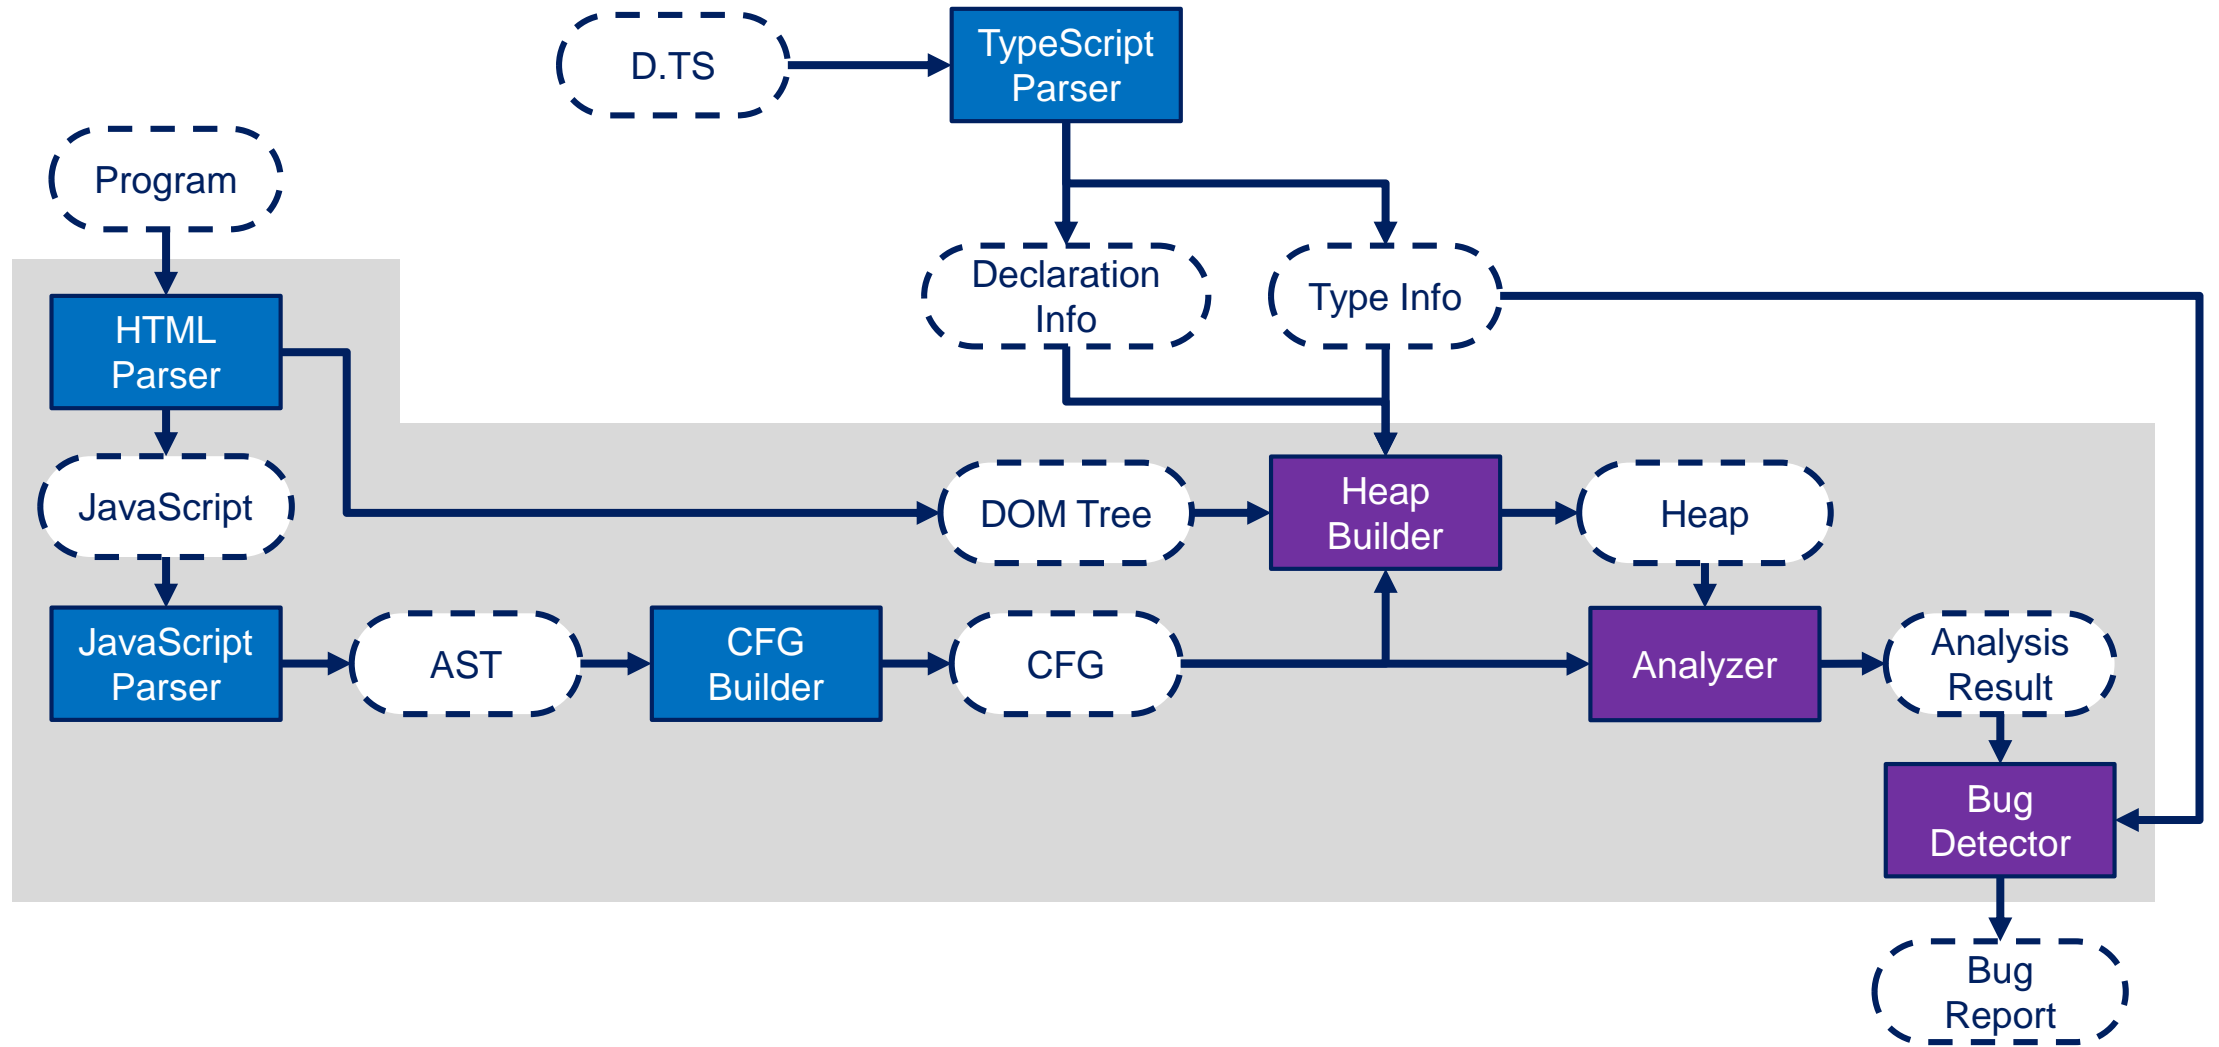 D.TS
TypeScript
Parser
Program
Declaration
Info
Type Info
HTML
Parser
JavaScript
DOM Tree
Heap
Builder
Heap
JavaScript
Parser
AST
CFG
Builder
CFG
Analyzer
Analysis
Result
Bug
Detector
Bug
Report